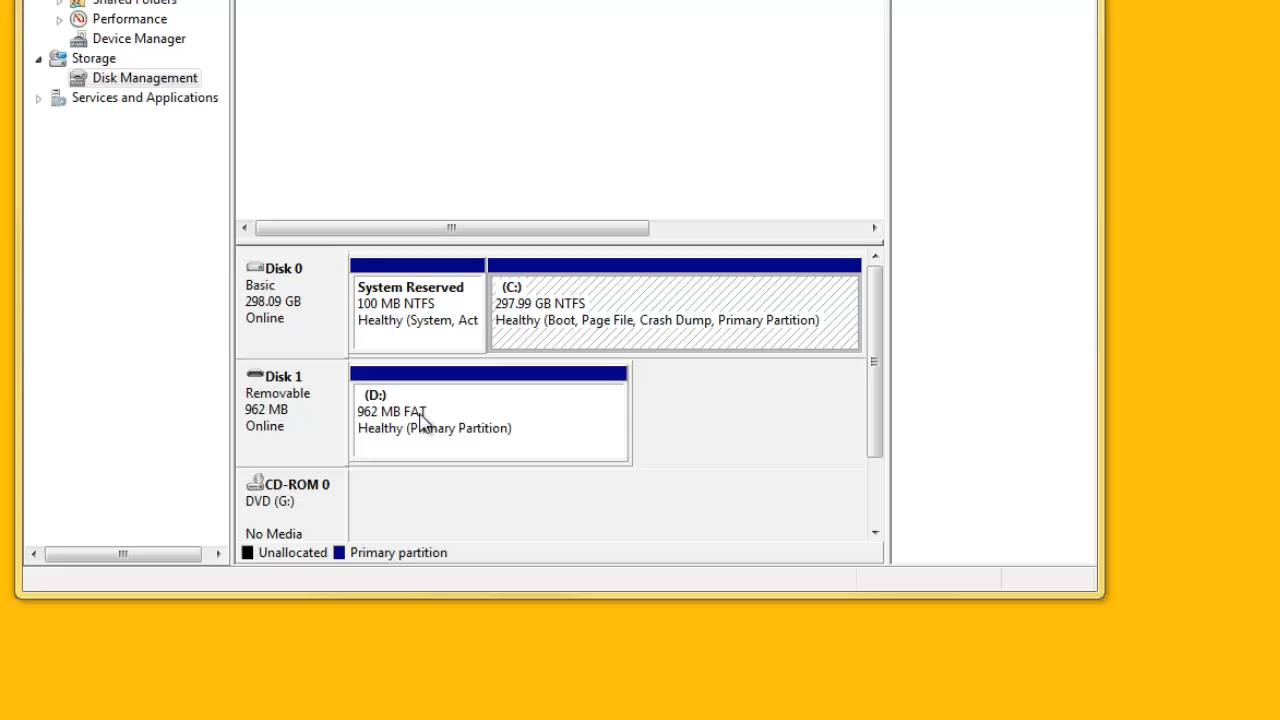 Shared Folders
Performance
Device Manager
Storage
Disk Management
Services and Applications
Disk 0
Basic
298.09 GB
Online
System Reserved
100 MB NTFS
Healthy (System, Act
(C:)
297.99 GB NTFS
Healthy (Boot, Page File, Crash Dump, Primary Partition)
Disk 1
Removable
962 MB
Online
(D:)
962 MB FAT
Healthy (Primary Partition)
CD-ROM 0
DVD (G:)
No Media
Unallocated
Primary partition